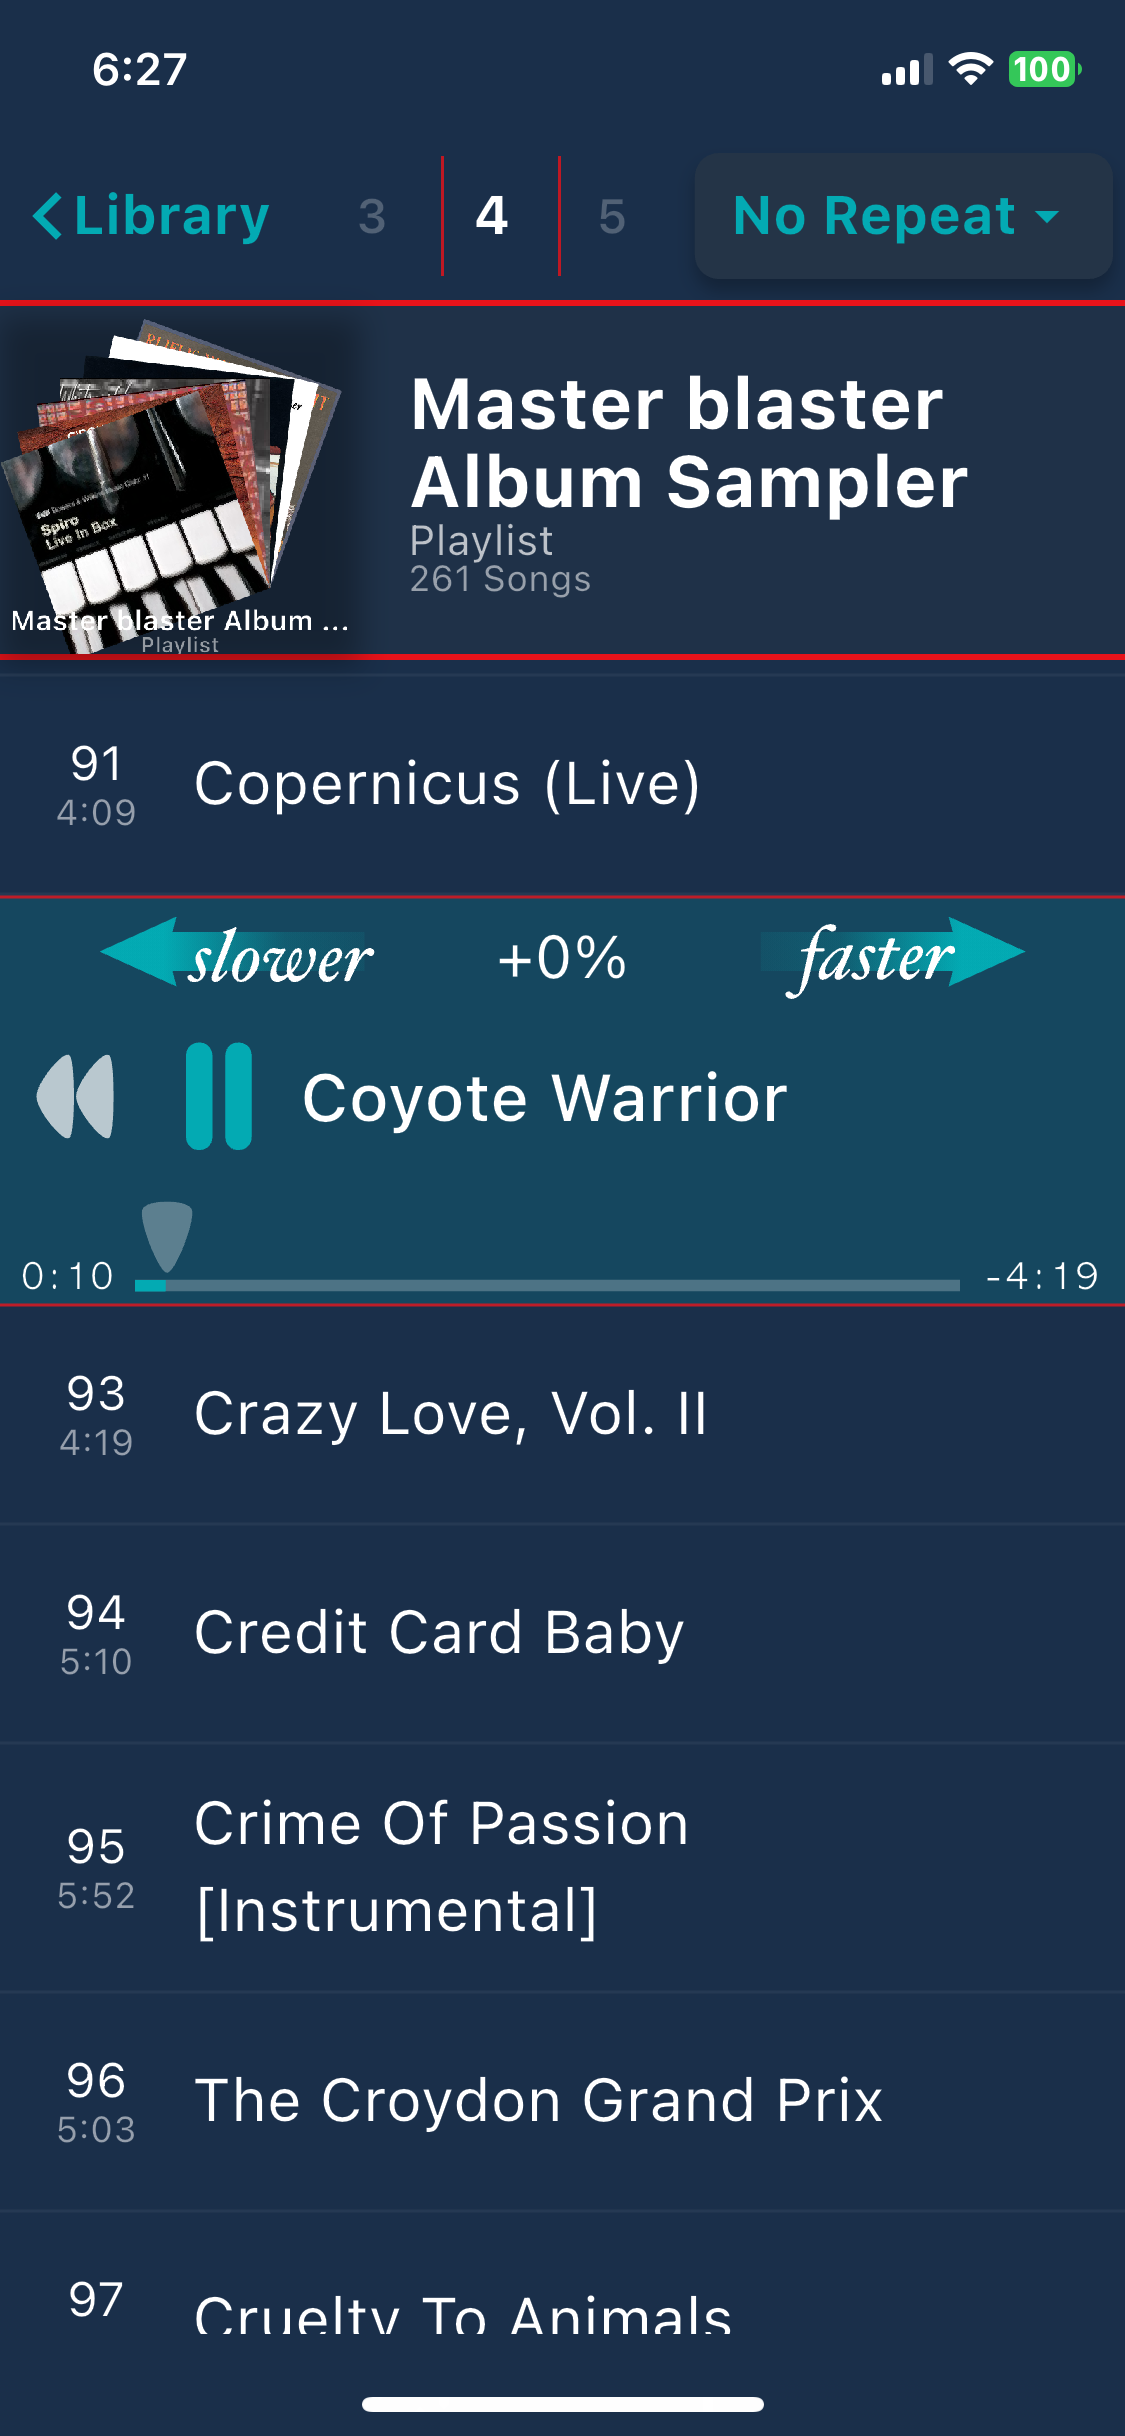 6:27
100
Library
3
4
5
No Repeat
Master blaster
Album Sampler
Playlist
261 Songs
Spiro
Live In Box
Master blaster Album ...
Playlist
91
4:09
Copernicus (Live)
slower
+0%
faster
Coyote Warrior
0:10
-4:19
93
4:19
Crazy Love, Vol. II
94
5:10
Credit Card Baby
95
5:52
Crime Of Passion
[Instrumental]
96
5:03
The Croydon Grand Prix
97
Cruelty To Animals